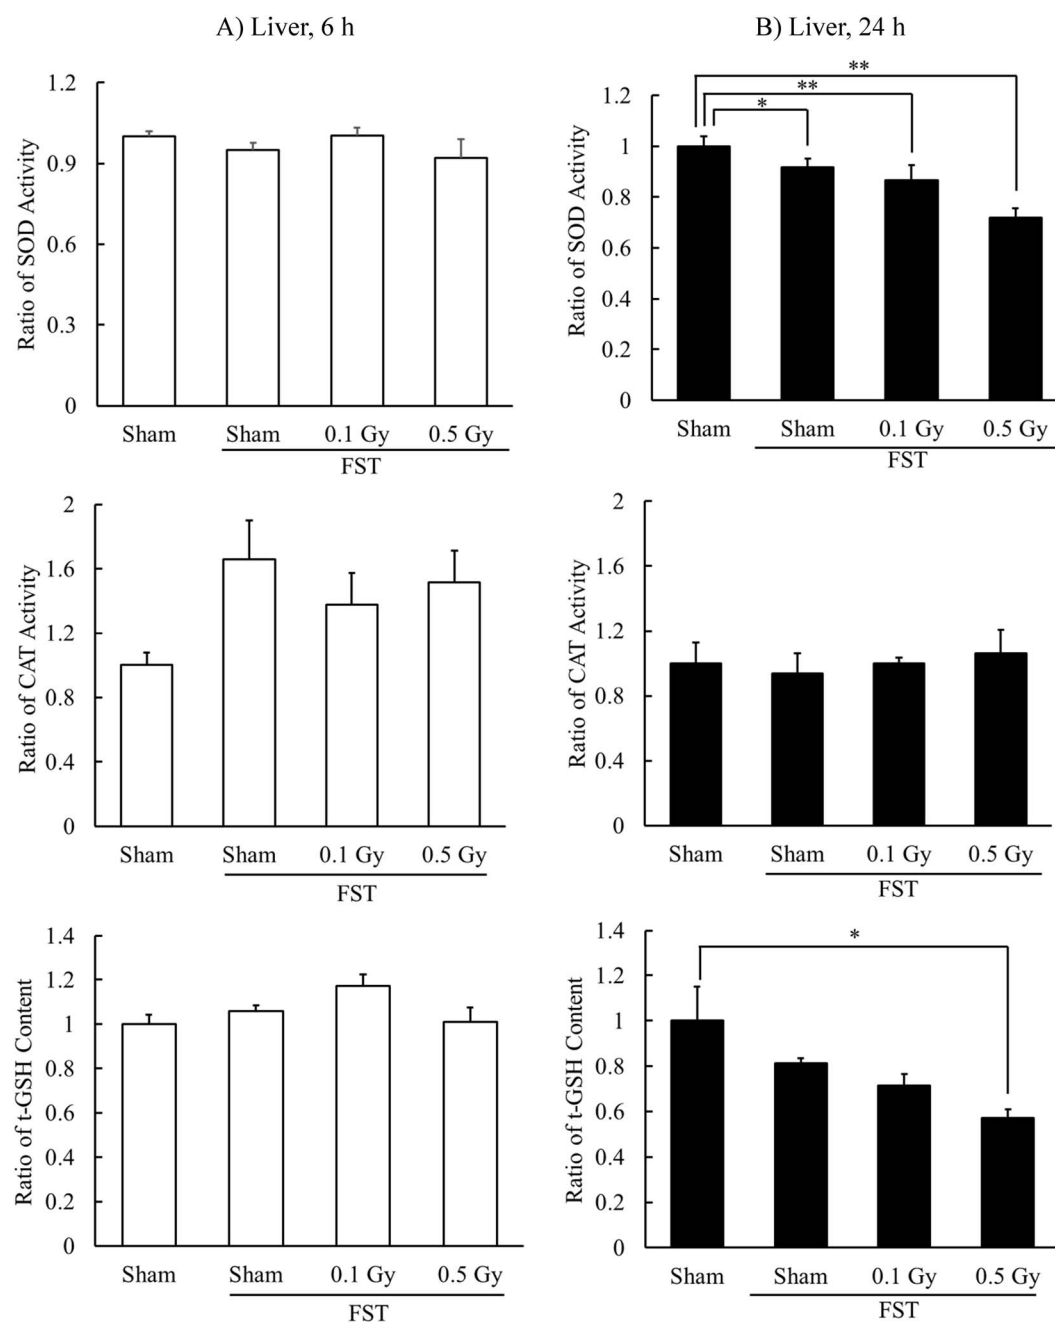 A) Liver, 6 h
B) Liver, 24 h
Ratio of SOD Activity
1.2
0.9
0.6
0.3
0
Sham
Sham
0.1 Gy
0.5 Gy
FST
Ratio of SOD Activity
1.2
1
0.8
0.6
0.4
0.2
0
**
**
*
Sham
Sham
0.1 Gy
0.5 Gy
FST
Ratio of CAT Activity
2
1.6
1.2
0.8
0.4
0
Sham
Sham
0.1 Gy
0.5 Gy
FST
Ratio of CAT Activity
2
1.6
1.2
0.8
0.4
0
Sham
Sham
0.1 Gy
0.5 Gy
FST
Ratio of t-GSH Content
1.4
1.2
1
0.8
0.6
0.4
0.2
0
Sham
Sham
0.1 Gy
0.5 Gy
FST
Ratio of t-GSH Content
1.4
1.2
1
0.8
0.6
0.4
0.2
0
*
Sham
Sham
0.1 Gy
0.5 Gy
FST